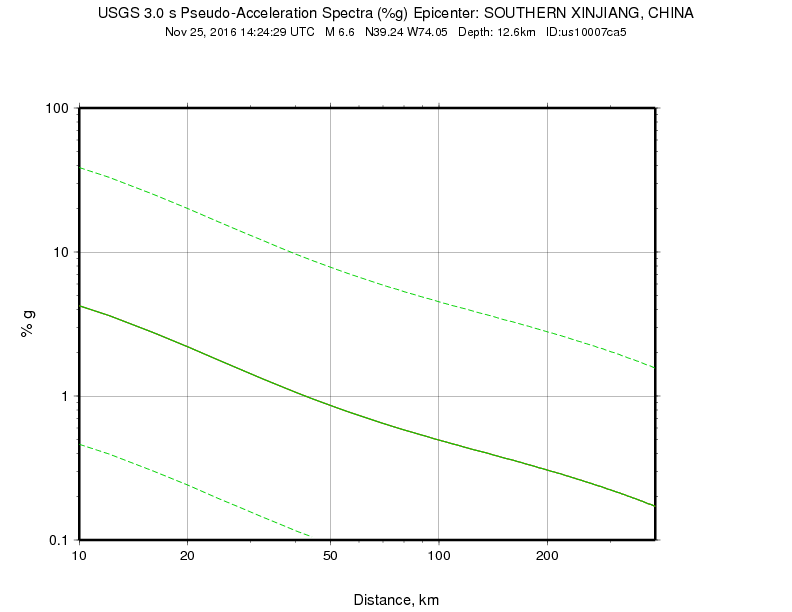 USGS 3.0 s Pseudo-Acceleration Spectra (%g) Epicenter: SOUTHERN XINJIANG, CHINA
Nov 25, 2016 14:24:29 UTC M 6.6 N39.24 W74.05 Depth: 12.6km ID:us10007ca5
100
10
% g
1
0.1
10 20 50 100 200
Distance, km